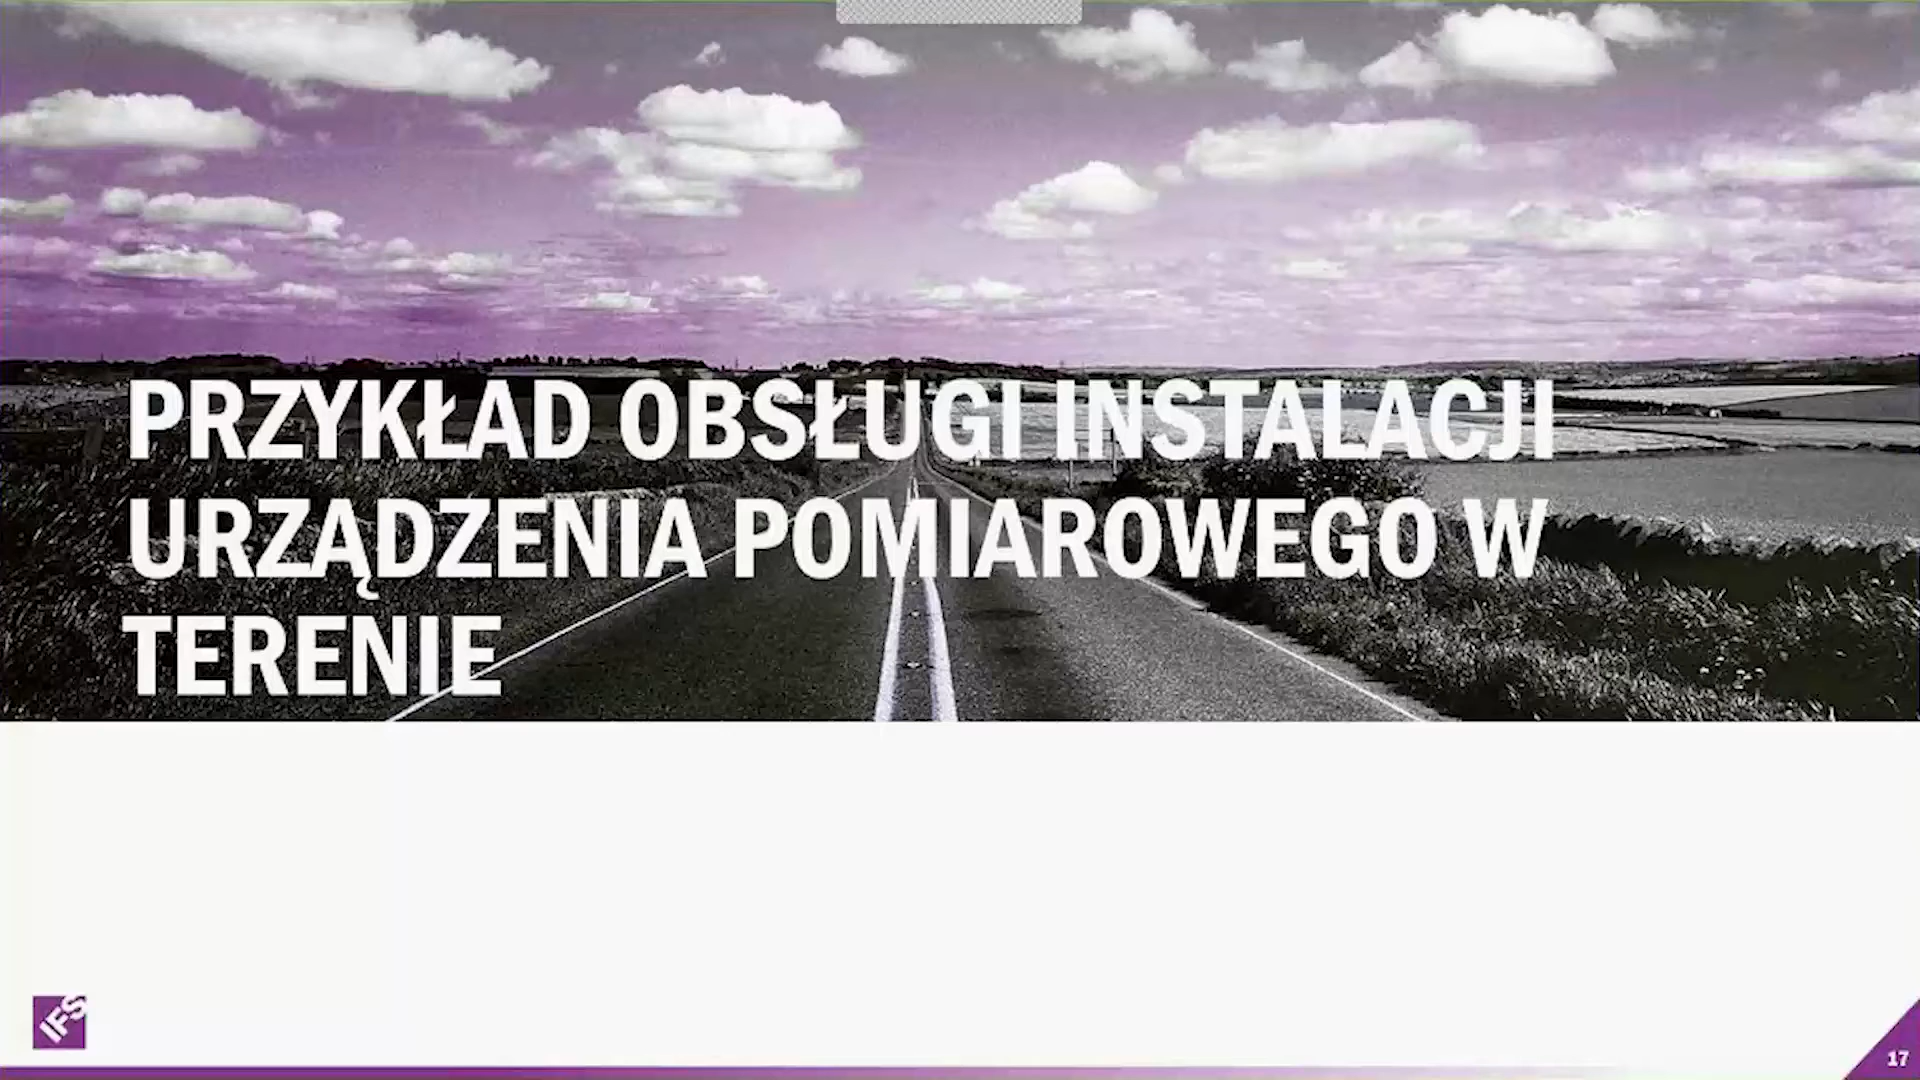 PRZYKŁAD OBSŁUGI INSTALACJI
URZĄDZENIA POMIAROWEGO W
TERENIE
IFS
17